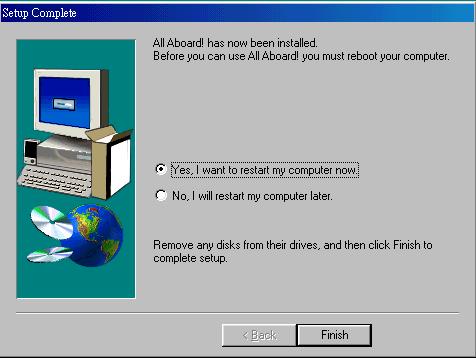 Setup Complete
All Aboard! has now been installed.
Before you can use All Aboard! you must reboot your computer.
Yes, I want to restart my computer now.
No, I will restart my computer later.
Remove any disks from their drives, and then click Finish to
complete setup.
< Back
Finish